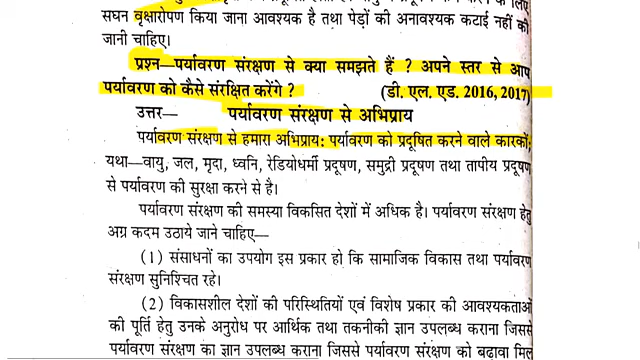 सघन वृक्षारोपण किया जाना आवश्यक है तथा पेड़ों की अनावश्यक कटाई नहीं की
जानी चाहिए।
प्रश्न—पर्यावरण संरक्षण से क्या समझते हैं ? अपने स्तर से आप
पर्यावरण को कैसे संरक्षित करेंगे ? (डी. एल. एड. 2016, 2017)
उत्तर— पर्यावरण संरक्षण से अभिप्राय
पर्यावरण संरक्षण से हमारा अभिप्राय: पर्यावरण को प्रदूषित करने वाले कारकों;
यथा—वायु, जल, मृदा, ध्वनि, रेडियोधर्मी प्रदूषण, समुद्री प्रदूषण तथा तापीय प्रदूषण
से पर्यावरण की सुरक्षा करने से है।
पर्यावरण संरक्षण की समस्या विकसित देशों में अधिक है। पर्यावरण संरक्षण हेतु
अग्र कदम उठाये जाने चाहिए—
(1) संसाधनों का उपयोग इस प्रकार हो कि सामाजिक विकास तथा पर्यावरण
संरक्षण सुनिश्चित रहे।
(2) विकासशील देशों की परिस्थितियों एवं विशेष प्रकार की आवश्यकताओं
की पूर्ति हेतु उनके अनुरोध पर आर्थिक तथा तकनीकी ज्ञान उपलब्ध कराना जिससे
पर्यावरण संरक्षण का ज्ञान उपलब्ध कराना जिससे पर्यावरण संरक्षण को बढ़ावा मिल